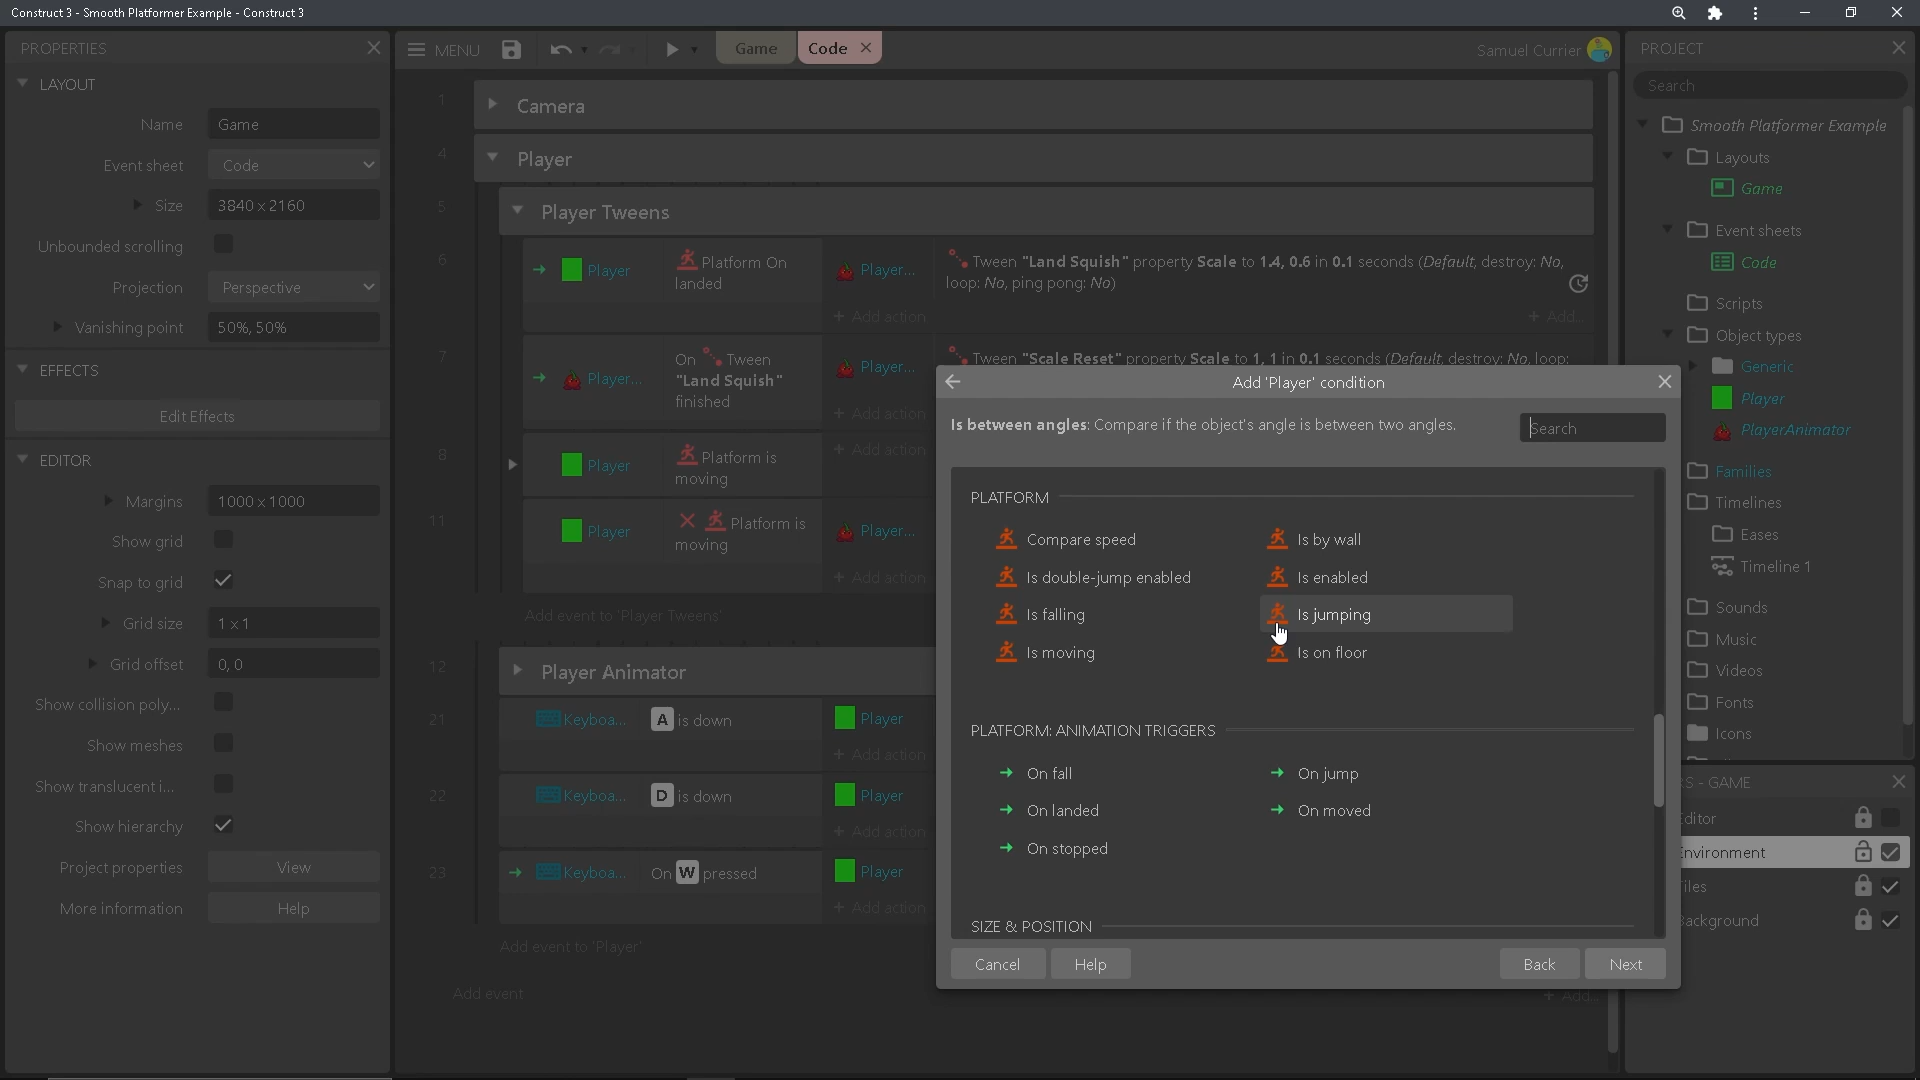 Construct 3 - Smooth Platformer Example - Construct 3
PROPERTIES
LAYOUT
Name Game
Event sheet Code
Size 3840 x 2160
Unbounded scrolling
Projection Perspective
Vanishing point 50%, 50%
EFFECTS
Edit Effects
EDITOR
Margins 1000 x 1000
Show grid
Snap to grid
Grid size 1 x 1
Grid offset 0, 0
Show collision poly...
Show meshes
Show translucent i...
Show hierarchy
Project properties View
More information Help
MENU
Game
Code
Samuel Currier
1 Camera
4 Player
5 Player Tweens
6 Player Platform On landed
Player... Tween "Land Squish" property Scale to 1.4, 0.6 in 0.1 seconds (Default, destroy: No,
loop: No, ping pong: No)
+ Add action
+ Add...
7 Player... On Tween "Land Squish" finished
Player... Tween "Scale Reset" property Scale to 1, 1 in 0.1 seconds (Default, destroy: No, loop:
+ Add action
8 Player Platform is moving
+ Add action
11 Player Platform is moving
Player...
+ Add action
Add event to 'Player Tweens'
12 Player Animator
21 Keyboa... A is down Player
+ Add action
22 Keyboa... D is down Player
+ Add action
23 Keyboa... On W pressed Player
+ Add action
Add event to 'Player'
Add event
+ Add...
Add 'Player' condition
Is between angles: Compare if the object's angle is between two angles.
Search
PLATFORM
Compare speed
Is by wall
Is double-jump enabled
Is enabled
Is falling
Is jumping
Is moving
Is on floor
PLATFORM: ANIMATION TRIGGERS
On fall
On jump
On landed
On moved
On stopped
SIZE & POSITION
Cancel
Help
Back
Next
PROJECT
Search
Smooth Platformer Example
Layouts
Game
Event sheets
Code
Scripts
Object types
Generic
Player
PlayerAnimator
Families
Timelines
Eases
Timeline 1
Sounds
Music
Videos
Fonts
Icons
RS - GAME
Editor
Environment
Tiles
Background